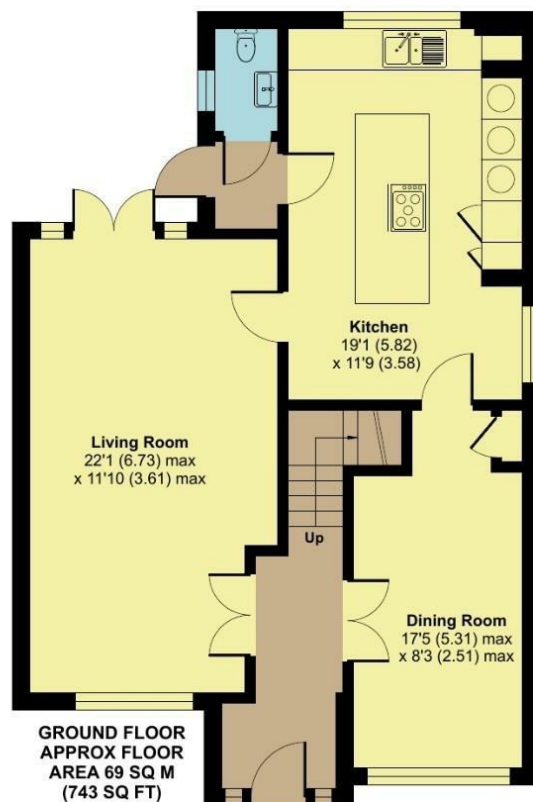 Kitchen
19'1 (5.82)
x 11'9 (3.58)
Living Room
22'1 (6.73) max
x 11'10 (3.61) max
Up
Dining Room
17'5 (5.31) max
x 8'3 (2.51) max
GROUND FLOOR
APPROX FLOOR
AREA 69 SQ M
(743 SQ FT)